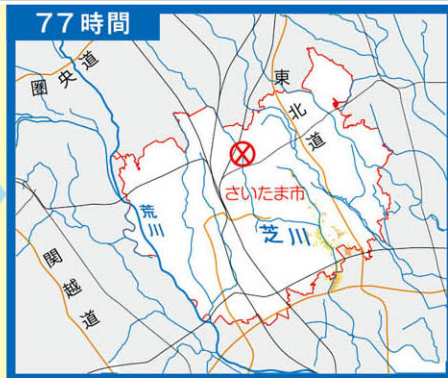 77時間
圏央道
東北道
さいたま市
荒川
芝川
関越道